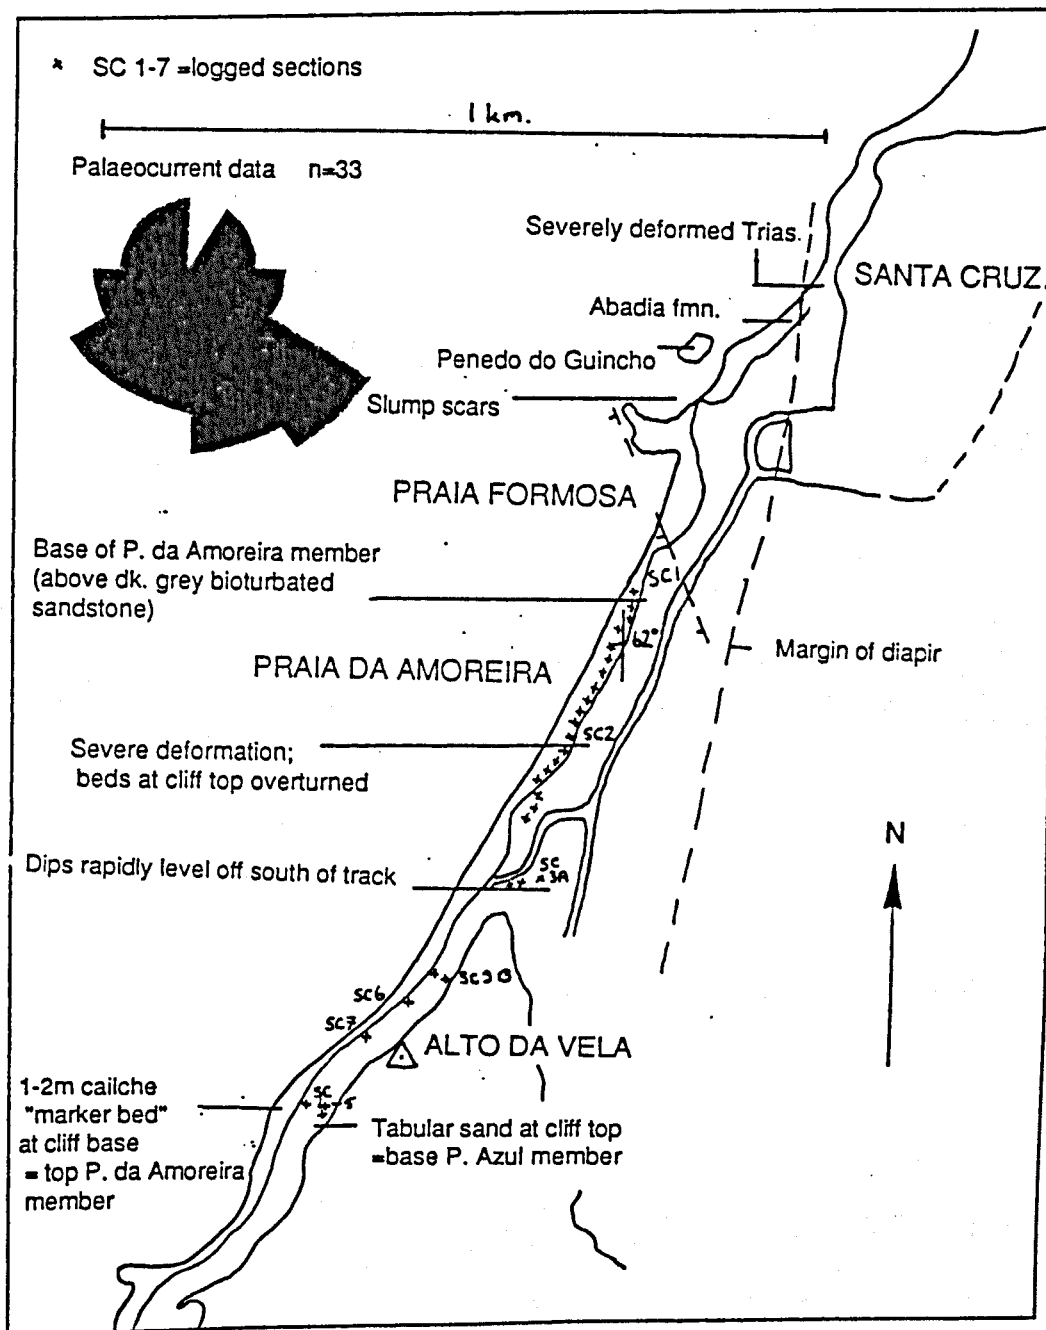 * SC 1-7 =logged sections
1 km.
Palaeocurrent data n=33
Severely deformed Trias.
SANTA CRUZ.
Abadia fmn.
Penedo do Guincho
Slump scars
PRAIA FORMOSA
Base of P. da Amoreira member
(above dk. grey bioturbated
sandstone)
SC1
62°
PRAIA DA AMOREIRA
Margin of diapir
SC2
Severe deformation;
beds at cliff top overturned
N
Dips rapidly level off south of track
SC
3A
SC3B
SC6
SC7
ALTO DA VELA
1-2m cailche
"marker bed"
at cliff base
= top P. da Amoreira
member
SC
5
Tabular sand at cliff top
=base P. Azul member